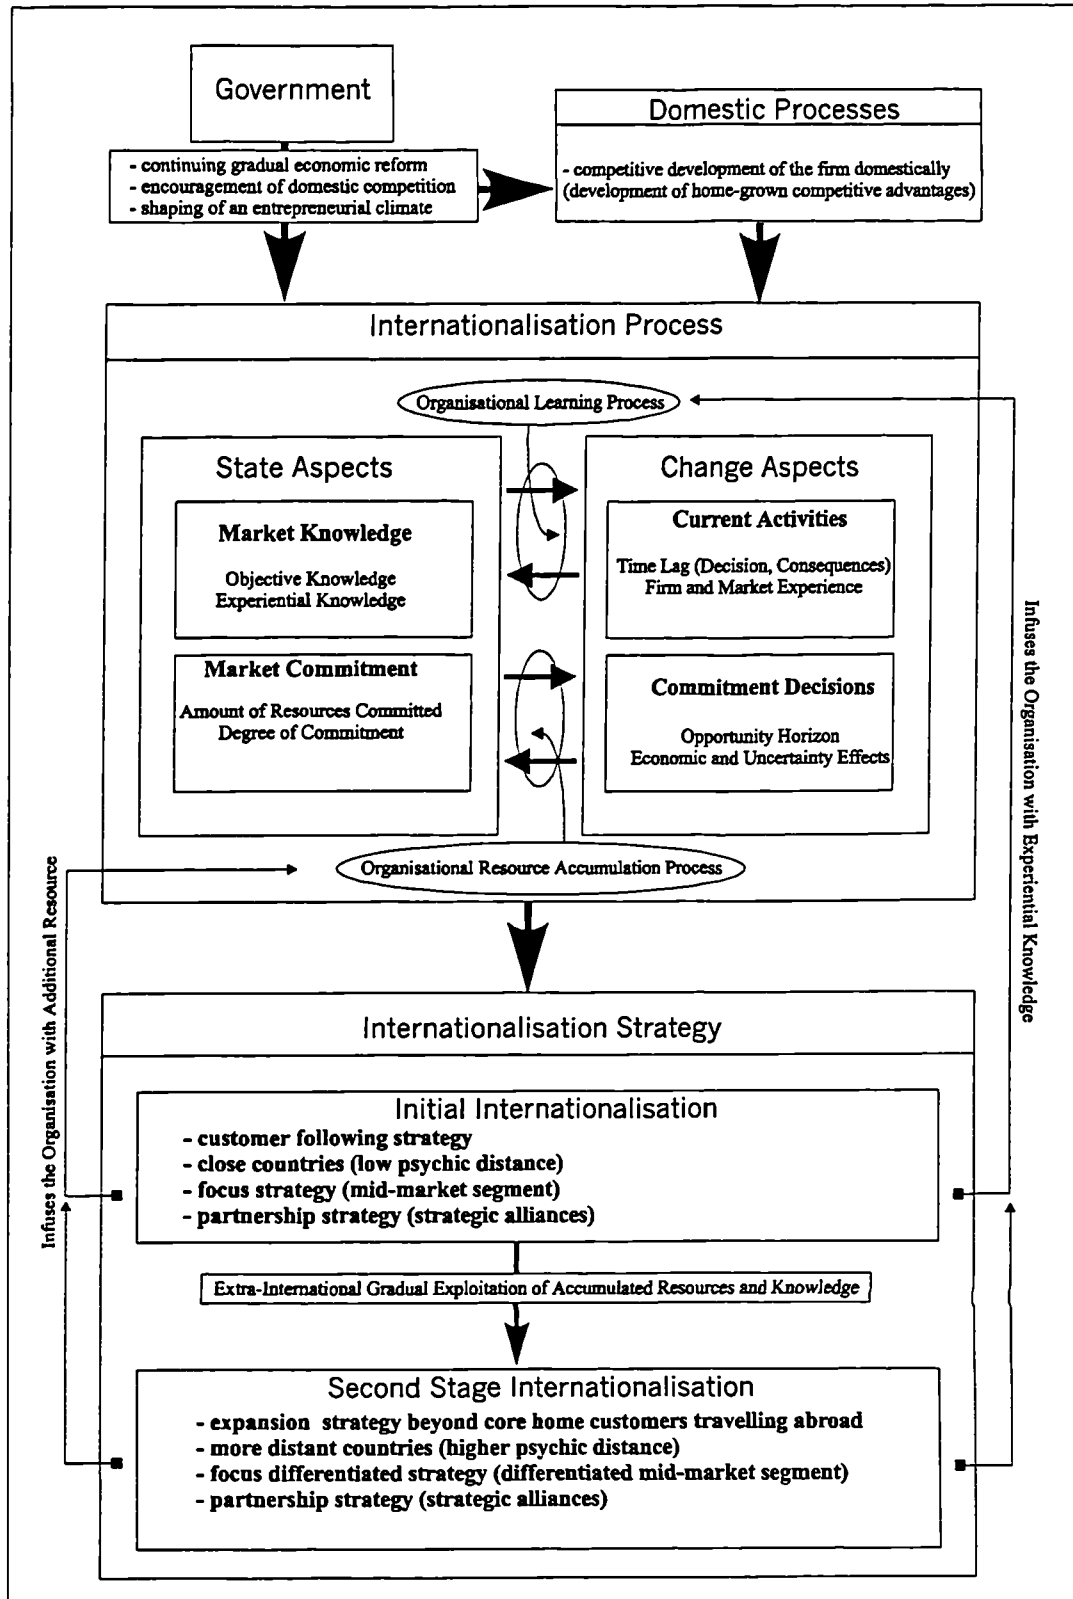 Government
- continuing gradual economic reform
- encouragement of domestic competition
- shaping of an entrepreneurial climate
Domestic Processes
- competitive development of the firm domestically
(development of home-grown competitive advantages)
Internationalisation Process
Organisational Learning Process
State Aspects
Market Knowledge
Objective Knowledge
Experiential Knowledge
Market Commitment
Amount of Resources Committed
Degree of Commitment
Change Aspects
Current Activities
Time Lag (Decision, Consequences)
Firm and Market Experience
Commitment Decisions
Opportunity Horizon
Economic and Uncertainty Effects
Organisational Resource Accumulation Process
Infuses the Organisation with Additional Resource
Infuses the Organisation with Experiential Knowledge
Internationalisation Strategy
Initial Internationalisation
- customer following strategy
- close countries (low psychic distance)
- focus strategy (mid-market segment)
- partnership strategy (strategic alliances)
Extra-International Gradual Exploitation of Accumulated Resources and Knowledge
Second Stage Internationalisation
- expansion strategy beyond core home customers travelling abroad
- more distant countries (higher psychic distance)
- focus differentiated strategy (differentiated mid-market segment)
- partnership strategy (strategic alliances)